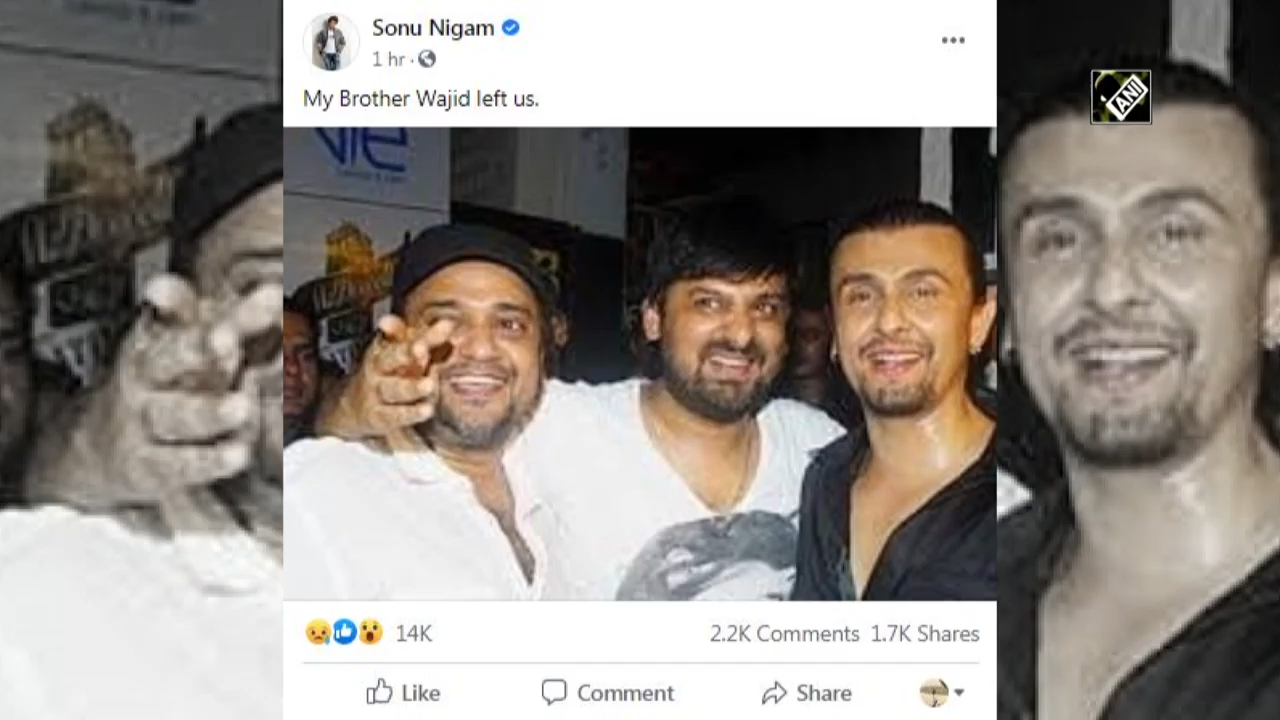 Sonu Nigam
1 hr ·
My Brother Wajid left us.
ANI
14K
2.2K Comments 1.7K Shares
Like
Comment
Share